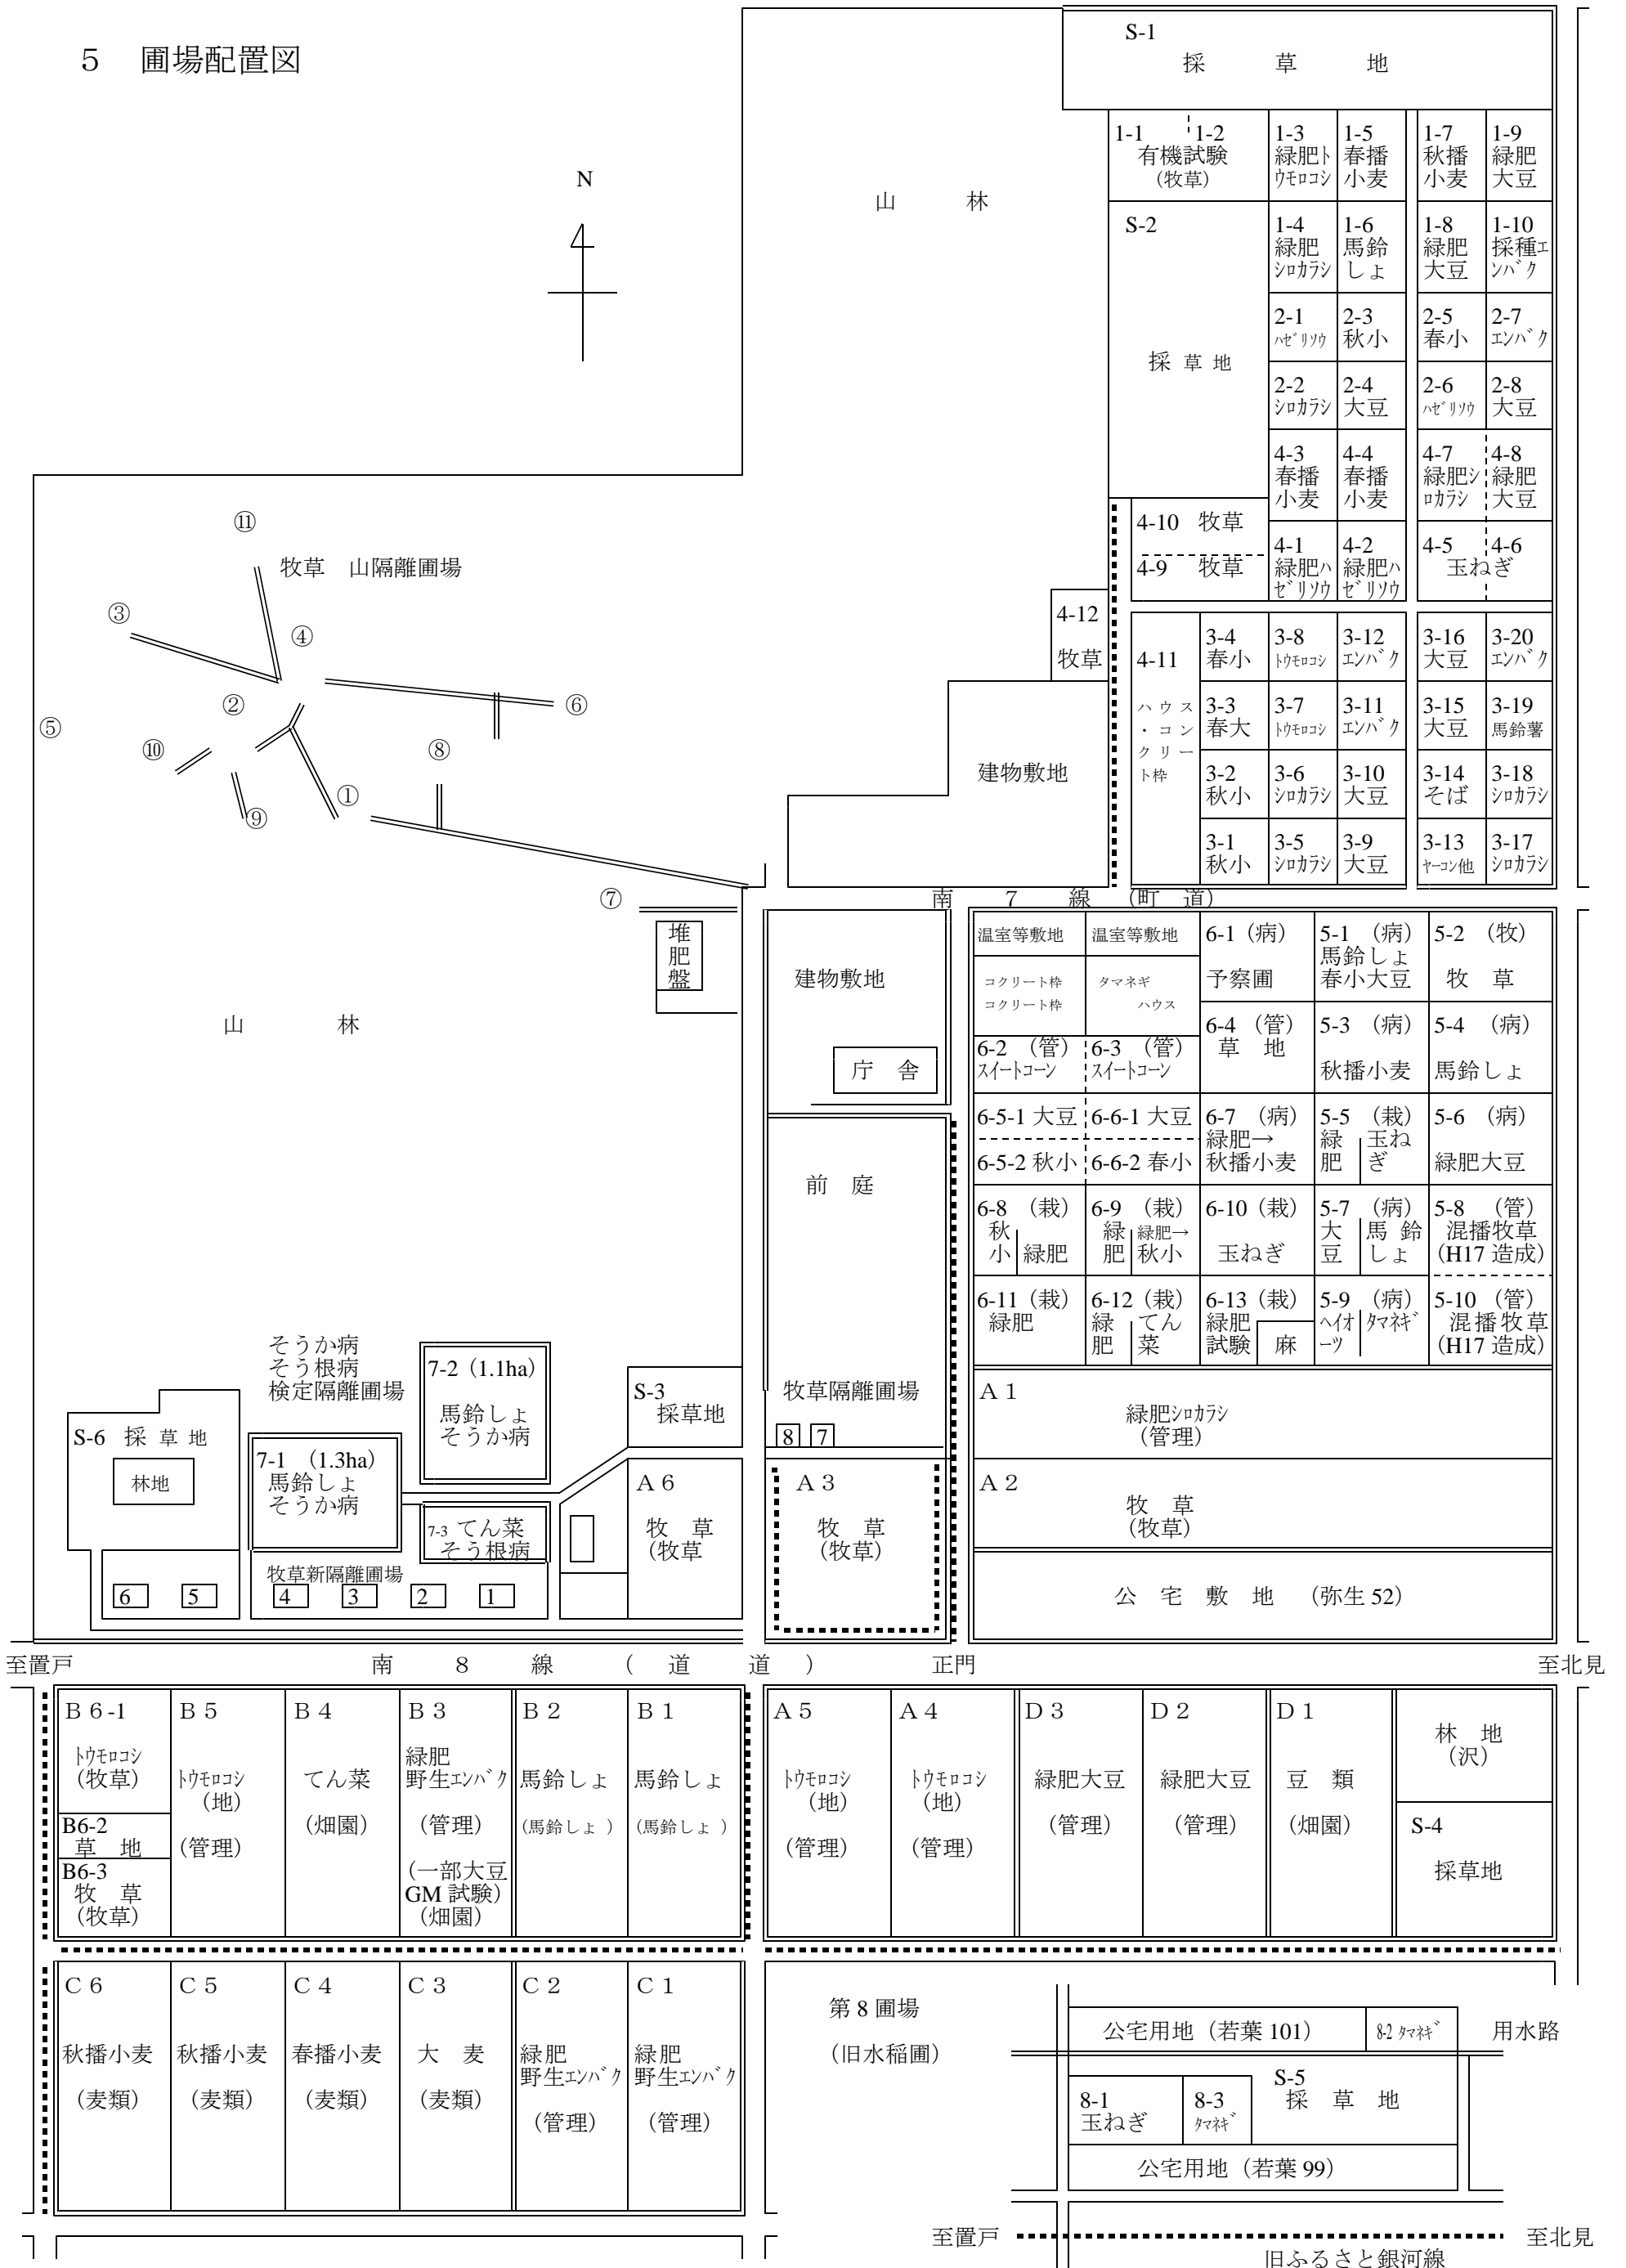 ５　圃場配置図
N
山　林
S-1
採　草　地
1-1
1-2
有機試験
（牧草）
1-3
緑肥ト
ウモロコシ
1-5
春播
小麦
1-7
秋播
小麦
1-9
緑肥
大豆
S-2
採 草 地
1-4
緑肥
シロカラシ
1-6
馬鈴
しょ
1-8
緑肥
大豆
1-10
採種エ
ンバク
2-1
ハゼリソウ
2-3
秋小
2-5
春小
2-7
エンバク
2-2
シロカラシ
2-4
大豆
2-6
ハゼリソウ
2-8
大豆
4-3
春播
小麦
4-4
春播
小麦
4-7
緑肥シ
ロカラシ
4-8
緑肥
大豆
4-10 牧草
4-9 牧草
4-1
緑肥ハ
ゼリソウ
4-2
緑肥ハ
ゼリソウ
4-5
4-6
玉ねぎ
4-12
牧草
4-11
ハウス
・コン
クリー
ト枠
3-4
春小
3-8
トウモロコシ
3-12
エンバク
3-16
大豆
3-20
エンバク
3-3
春大
3-7
トウモロコシ
3-11
エンバク
3-15
大豆
3-19
馬鈴薯
3-2
秋小
3-6
シロカラシ
3-10
大豆
3-14
そば
3-18
シロカラシ
3-1
秋小
3-5
シロカラシ
3-9
大豆
3-13
ヤーコン他
3-17
シロカラシ
建物敷地
⑪
牧草　山隔離圃場
③
④
②
⑥
⑤
⑩
⑧
①
⑨
⑦
南　７　線（町　道）
堆
肥
盤
山　林
建物敷地
庁　舎
前　庭
温室等敷地
温室等敷地
コクリート枠
コクリート枠
タマネギ
ハウス
6-1（病）
予察圃
5-1（病）
馬鈴しょ
春小大豆
5-2（牧）
牧　草
6-2（管）
スイートコーン
6-3（管）
スイートコーン
6-4（管）
草　地
5-3（病）
秋播小麦
5-4（病）
馬鈴しょ
6-5-1 大豆
6-5-2 秋小
6-6-1 大豆
6-6-2 春小
6-7（病）
緑肥→
秋播小麦
5-5（栽）
緑
肥
玉ね
ぎ
5-6（病）
緑肥大豆
6-8（栽）
秋
小
緑肥
6-9（栽）
緑
肥
緑肥→
秋小
6-10（栽）
玉ねぎ
5-7（病）
大
豆
馬 鈴
しょ
5-8（管）
混播牧草
(H17 造成)
6-11（栽）
緑肥
6-12（栽）
緑
肥
てん
菜
6-13（栽）
緑肥
試験
麻
5-9（病）
ヘイオ
ーツ
タマネギ
5-10（管）
混播牧草
(H17 造成)
そうか病
そう根病
検定隔離圃場
7-2（1.1ha）
馬鈴しょ
そうか病
S-3
採草地
牧草隔離圃場
8
7
A 1
緑肥シロカラシ
（管理）
S-6 採 草 地
林地
7-1（1.3ha）
馬鈴しょ
そうか病
A 6
牧　草
（牧草
A 3
牧　草
（牧草）
A 2
牧　草
（牧草）
7-3 てん菜
そう根病
牧草新隔離圃場
6
5
4
3
2
1
公　宅　敷　地　（弥生 52）
至置戸
南　８　線　（　道　道　）
正門
至北見
B 6-1
トウモロコシ
（牧草）
B6-2
草　地
B6-3
牧　草
（牧草）
B 5
トウモロコシ
（地）
（管理）
B 4
てん菜
（畑園）
B 3
緑肥
野生エンバク
（管理）
（一部大豆
GM 試験）
（畑園）
B 2
馬鈴しょ
（馬鈴しょ ）
B 1
馬鈴しょ
（馬鈴しょ ）
A 5
トウモロコシ
（地）
（管理）
A 4
トウモロコシ
（地）
（管理）
D 3
緑肥大豆
（管理）
D 2
緑肥大豆
（管理）
D 1
豆　類
（畑園）
林　地
（沢）
S-4
採草地
C 6
秋播小麦
（麦類）
C 5
秋播小麦
（麦類）
C 4
春播小麦
（麦類）
C 3
大　麦
（麦類）
C 2
緑肥
野生エンバク
（管理）
C 1
緑肥
野生エンバク
（管理）
第 8 圃場
（旧水稲圃）
公宅用地（若葉 101）
8-2 タマネギ
用水路
8-1
玉ねぎ
8-3
タマネギ
S-5
採　草　地
公宅用地（若葉 99）
至置戸
至北見
旧ふるさと銀河線